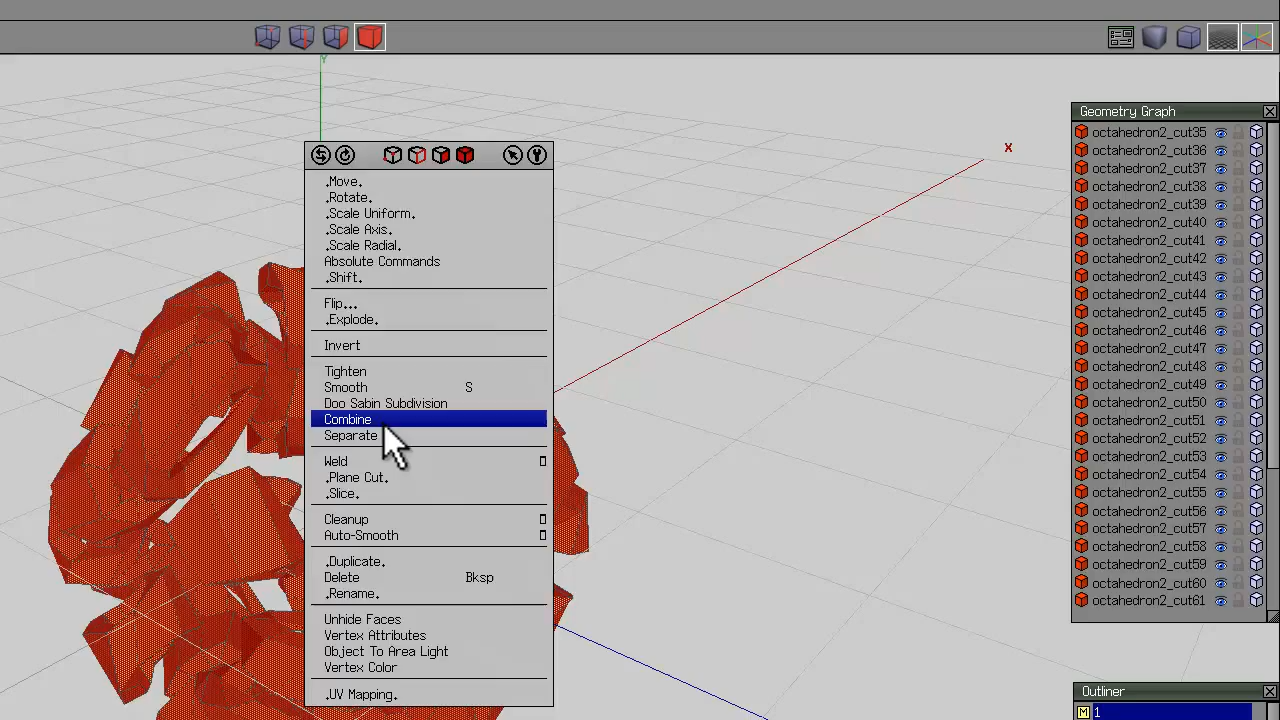 Y
X
Geometry Graph
octahedron2_cut35
octahedron2_cut36
octahedron2_cut37
octahedron2_cut38
octahedron2_cut39
octahedron2_cut40
octahedron2_cut41
octahedron2_cut42
octahedron2_cut43
octahedron2_cut44
octahedron2_cut45
octahedron2_cut46
octahedron2_cut47
octahedron2_cut48
octahedron2_cut49
octahedron2_cut50
octahedron2_cut51
octahedron2_cut52
octahedron2_cut53
octahedron2_cut54
octahedron2_cut55
octahedron2_cut56
octahedron2_cut57
octahedron2_cut58
octahedron2_cut59
octahedron2_cut60
octahedron2_cut61
.Move.
.Rotate.
.Scale Uniform.
.Scale Axis.
.Scale Radial.
Absolute Commands
.Shift.
Flip...
.Explode.
Invert
Tighten
Smooth S
Doo Sabin Subdivision
Combine
Separate
Weld
.Plane Cut.
.Slice.
Cleanup
Auto-Smooth
.Duplicate.
Delete Bksp
.Rename.
Unhide Faces
Vertex Attributes
Object To Area Light
Vertex Color
.UV Mapping.
Outliner
M 1